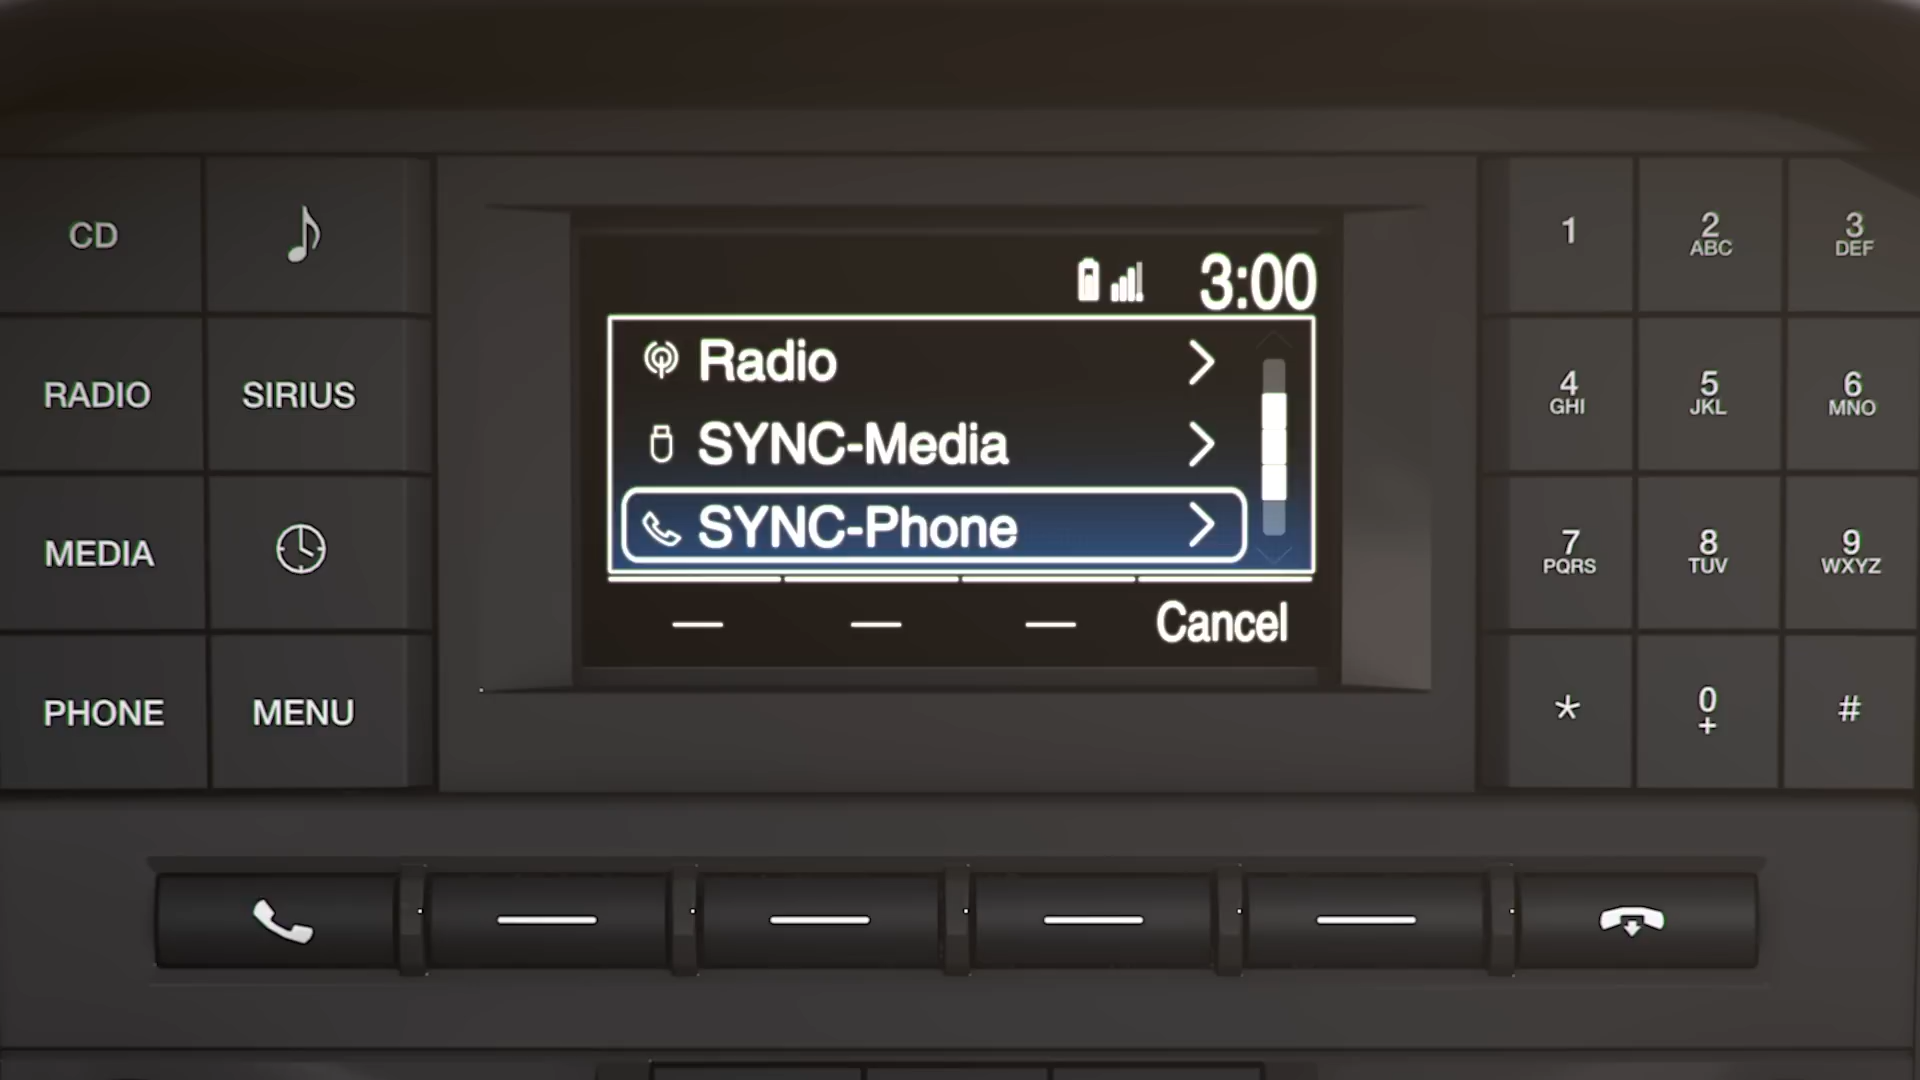 3:00
Radio
SYNC-Media
SYNC-Phone
Cancel
CD
RADIO
SIRIUS
MEDIA
PHONE
MENU
1
2
ABC
3
DEF
4
GHI
5
JKL
6
MNO
7
PQRS
8
TUV
9
WXYZ
*
0
+
#